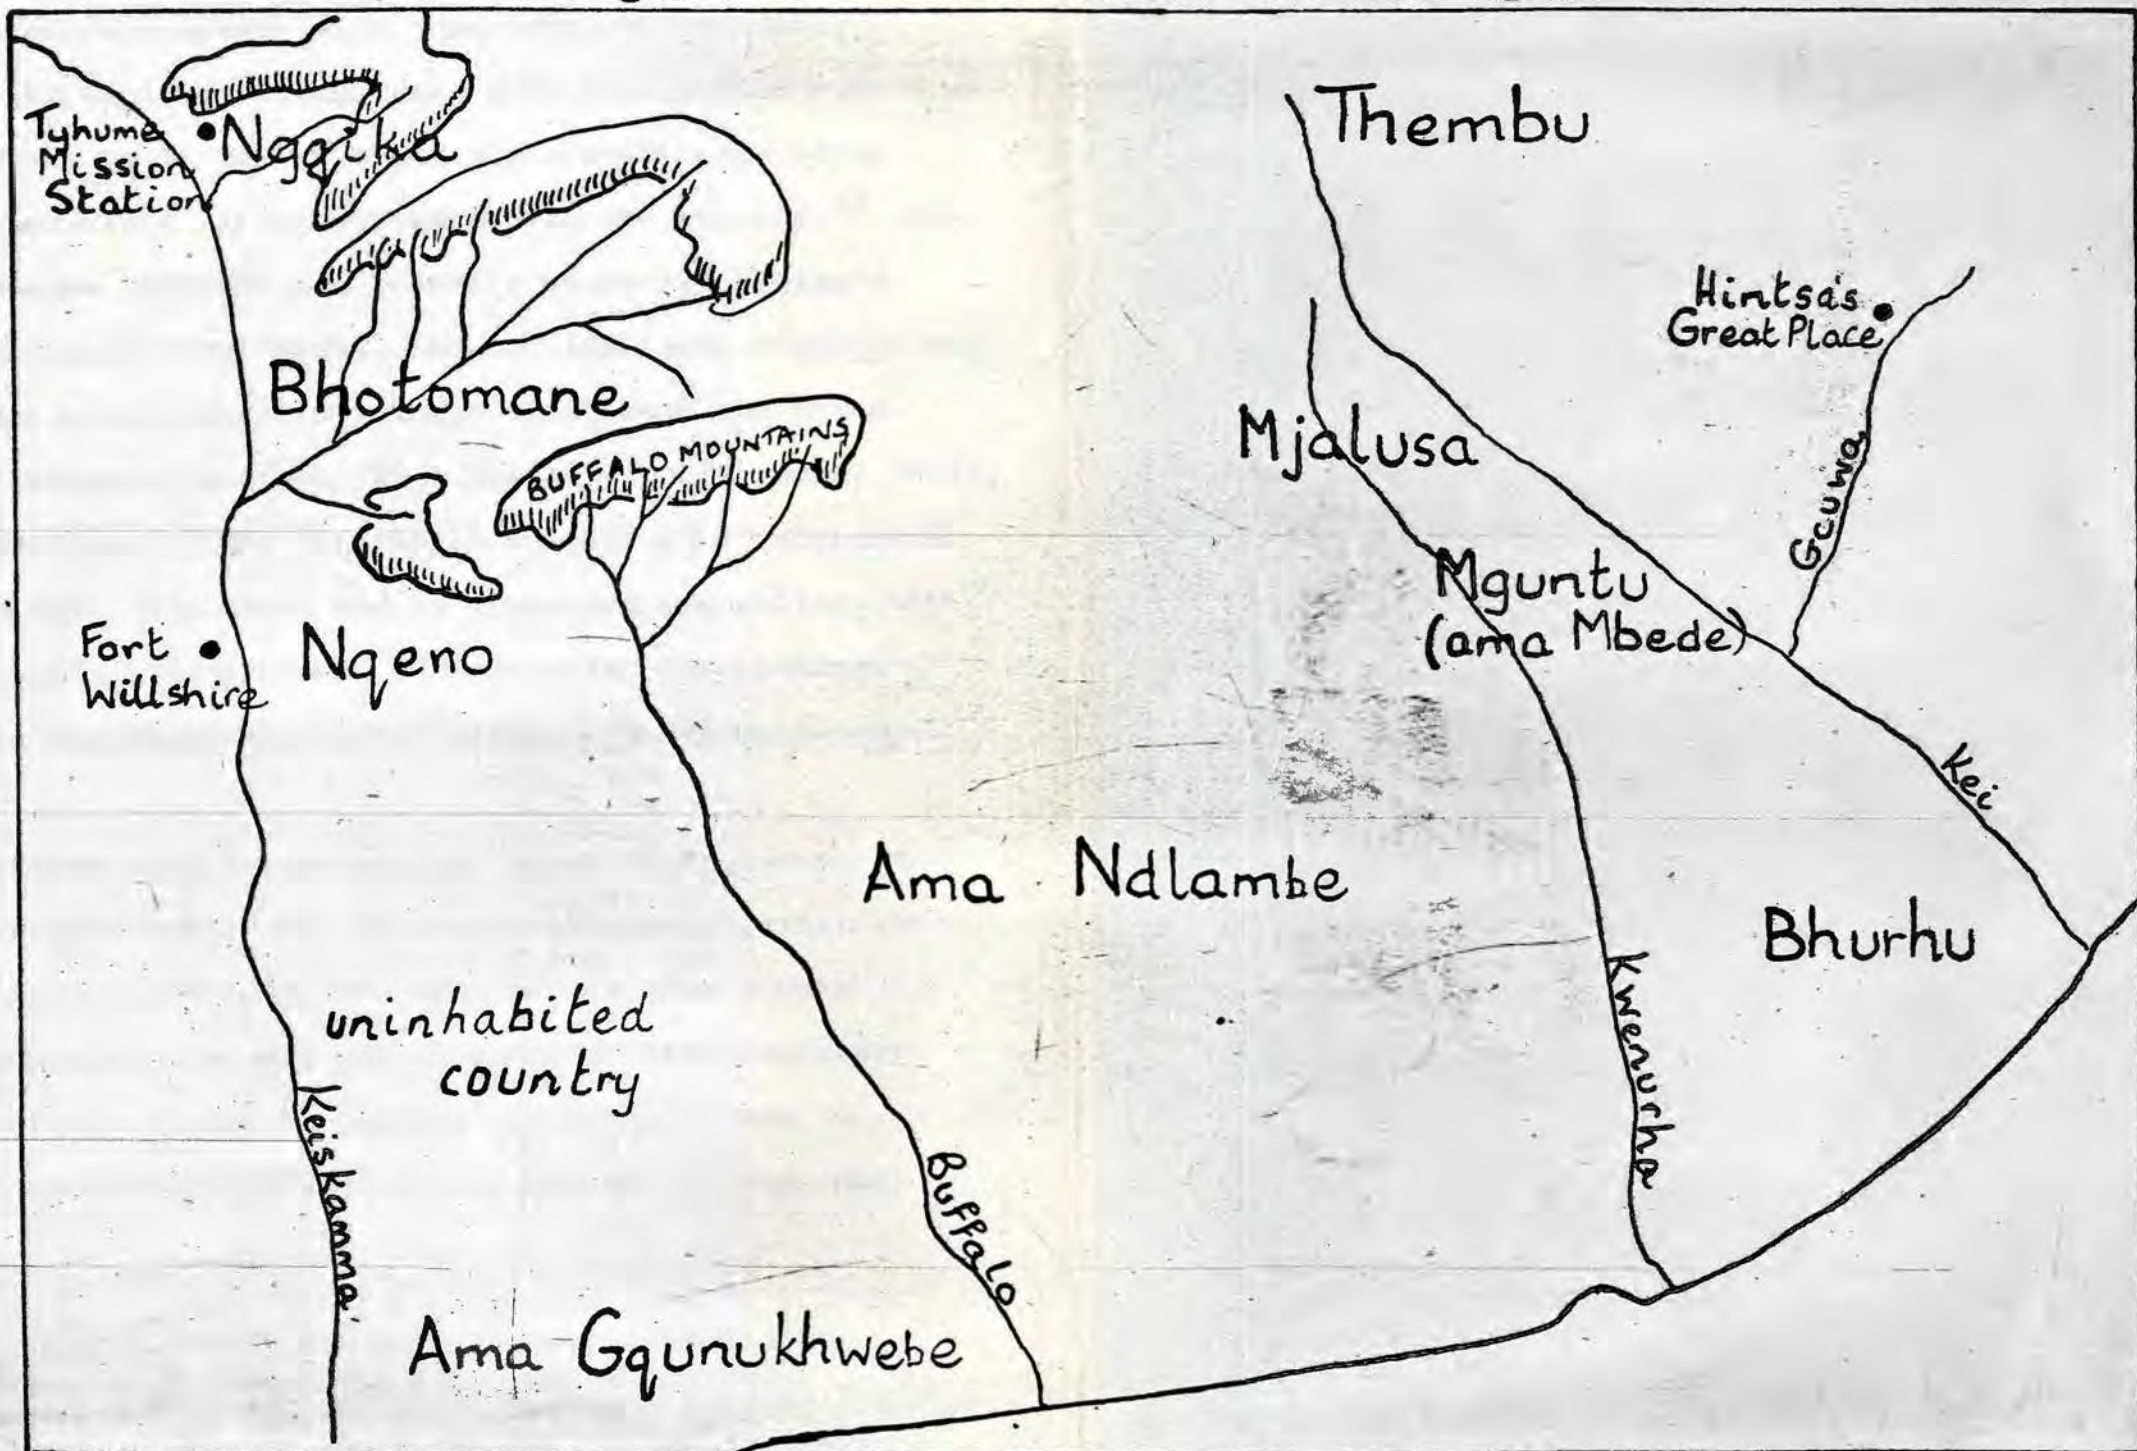 Tyhume
Mission
Station
Ngqika
Thembu
Hintsa's
Great Place
Bhotomane
BUFFALO MOUNTAINS
Mjalusa
Gcuwa
Mguntu
(ama Mbede)
Fort
Willshire
Nqeno
Kei
Ama Ndlambe
Bhurhu
Kwenurha
uninhabited
country
Keiskamma
Buffalo
Ama Gqunukhwebe